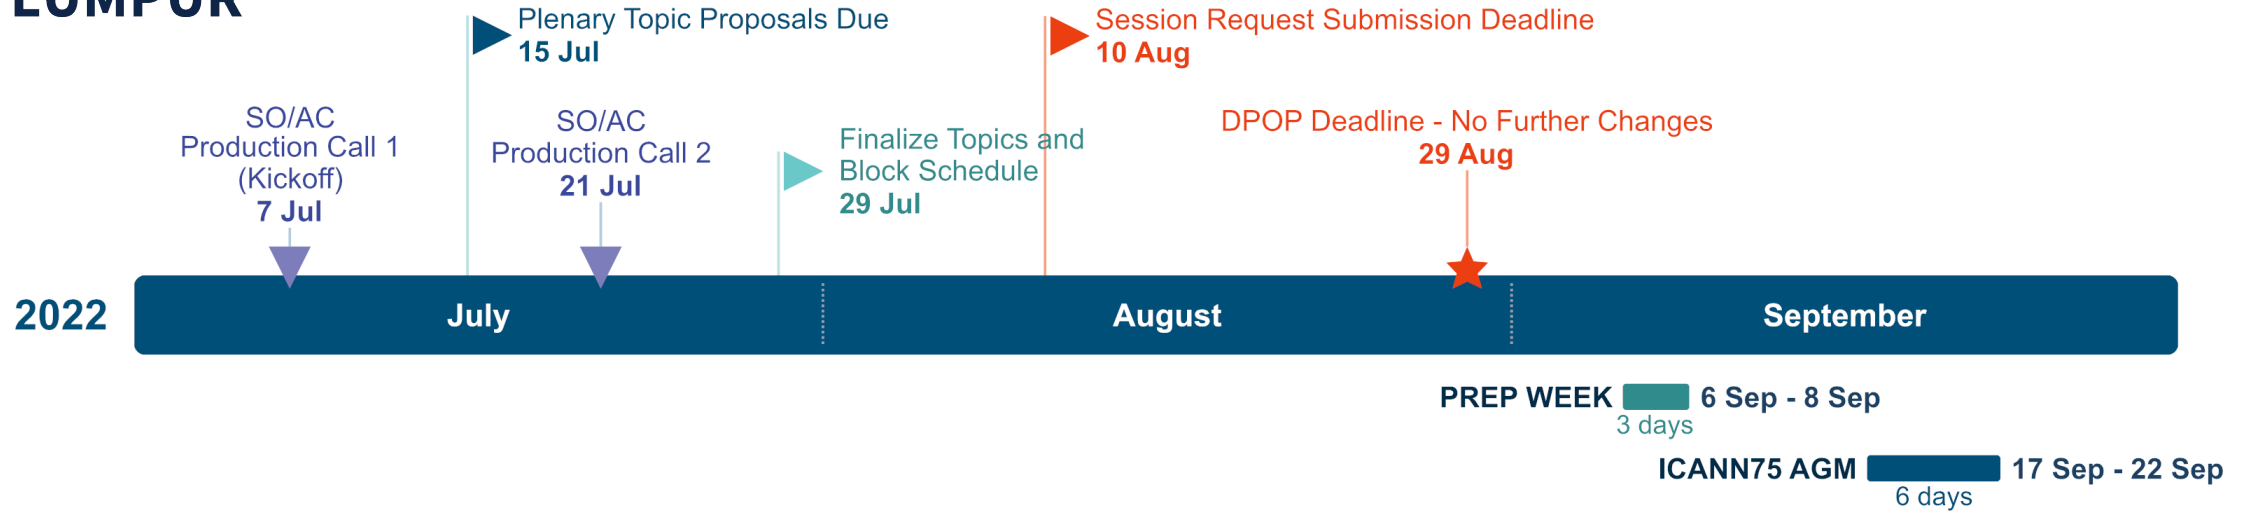 LUMPUR
Plenary Topic Proposals Due
15 Jul
Session Request Submission Deadline
10 Aug
SO/AC
Production Call 1
(Kickoff)
7 Jul
SO/AC
Production Call 2
21 Jul
Finalize Topics and
Block Schedule
29 Jul
DPOP Deadline - No Further Changes
29 Aug
2022
July
August
September
PREP WEEK
6 Sep - 8 Sep
3 days
ICANN75 AGM
17 Sep - 22 Sep
6 days